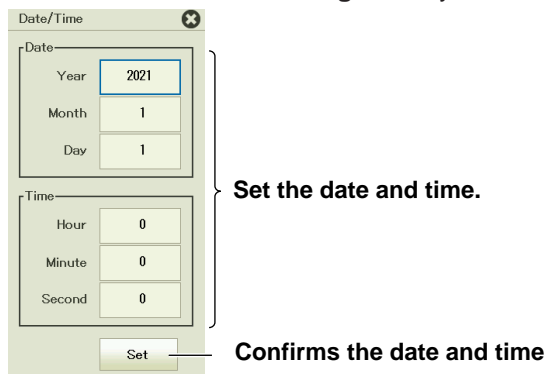 Date/Time
Date
Year 2021
Month 1
Day 1
Set the date and time.
Time
Hour 0
Minute 0
Second 0
Set
Confirms the date and time